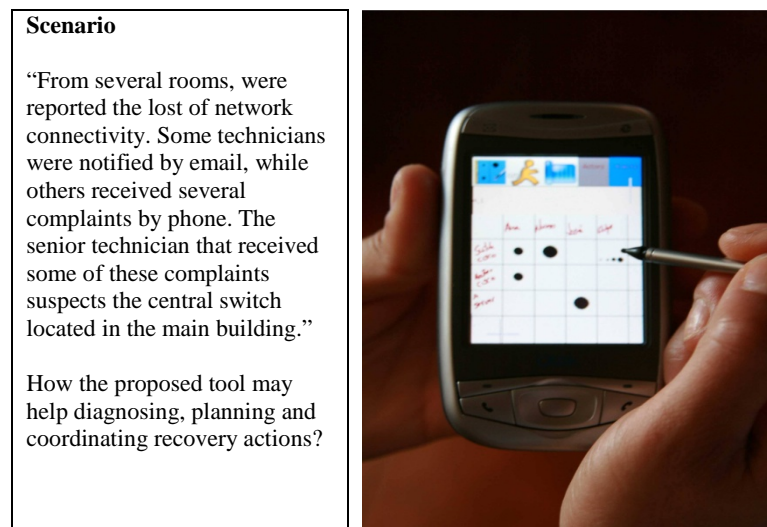 Scenario
“From several rooms, were
reported the lost of network
connectivity. Some technicians
were notified by email, while
others received several
complaints by phone. The
senior technician that received
some of these complaints
suspects the central switch
located in the main building.”
How the proposed tool may
help diagnosing, planning and
coordinating recovery actions?